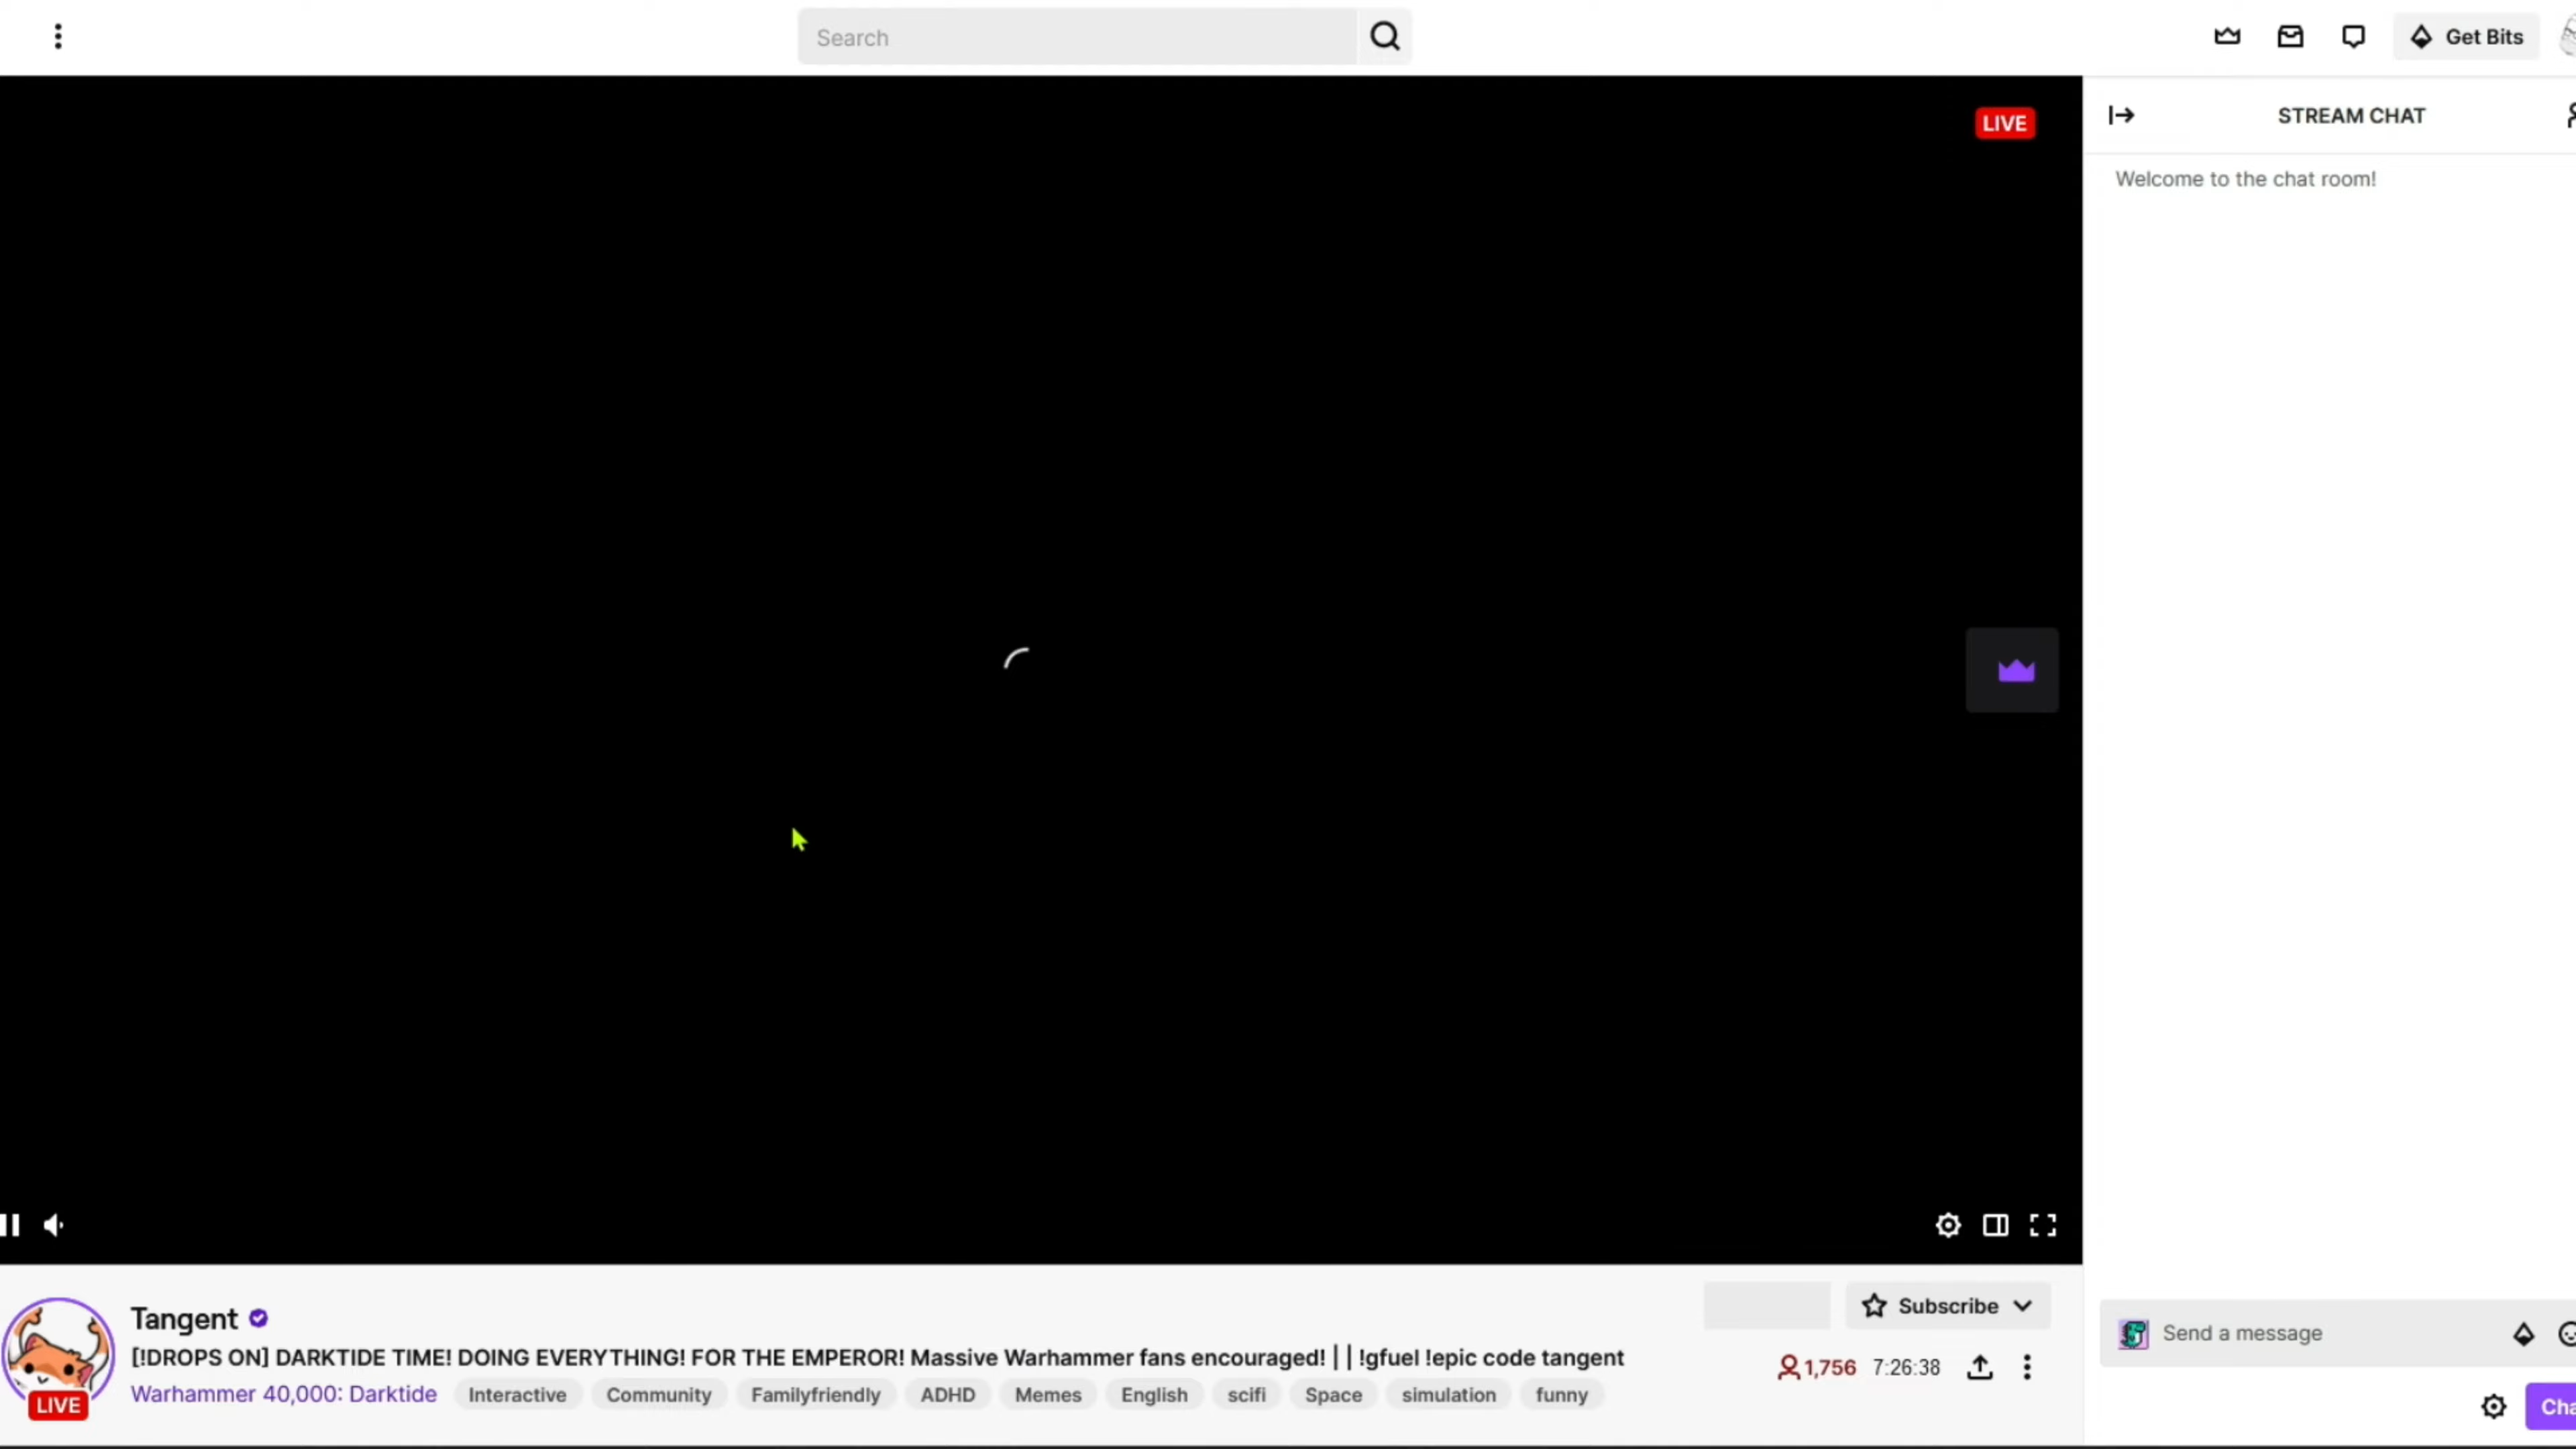 Search
Get Bits
LIVE
STREAM CHAT
Welcome to the chat room!
Tangent
Subscribe
[!DROPS ON] DARKTIDE TIME! DOING EVERYTHING! FOR THE EMPEROR! Massive Warhammer fans encouraged! | | !gfuel !epic code tangent
1,756 7:26:38
Warhammer 40,000: Darktide Interactive Community Familyfriendly ADHD Memes English scifi Space simulation funny
LIVE
Send a message